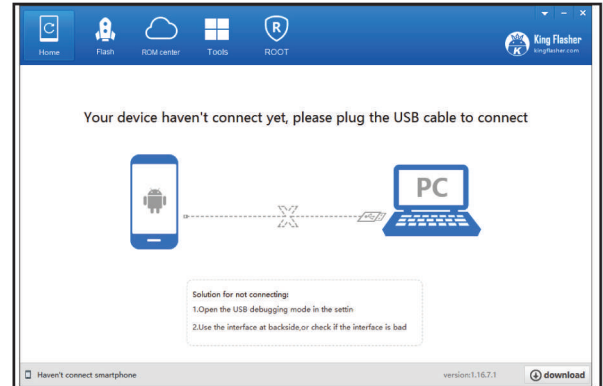 Home
Flash
ROM center
Tools
R
ROOT
K
King Flasher
kingflasher.com
Your device haven't connect yet, please plug the USB cable to connect
PC
Solution for not connecting:
1.Open the USB debugging mode in the settin
2.Use the interface at backside,or check if the interface is bad
Haven't connect smartphone
version:1.16.7.1
download